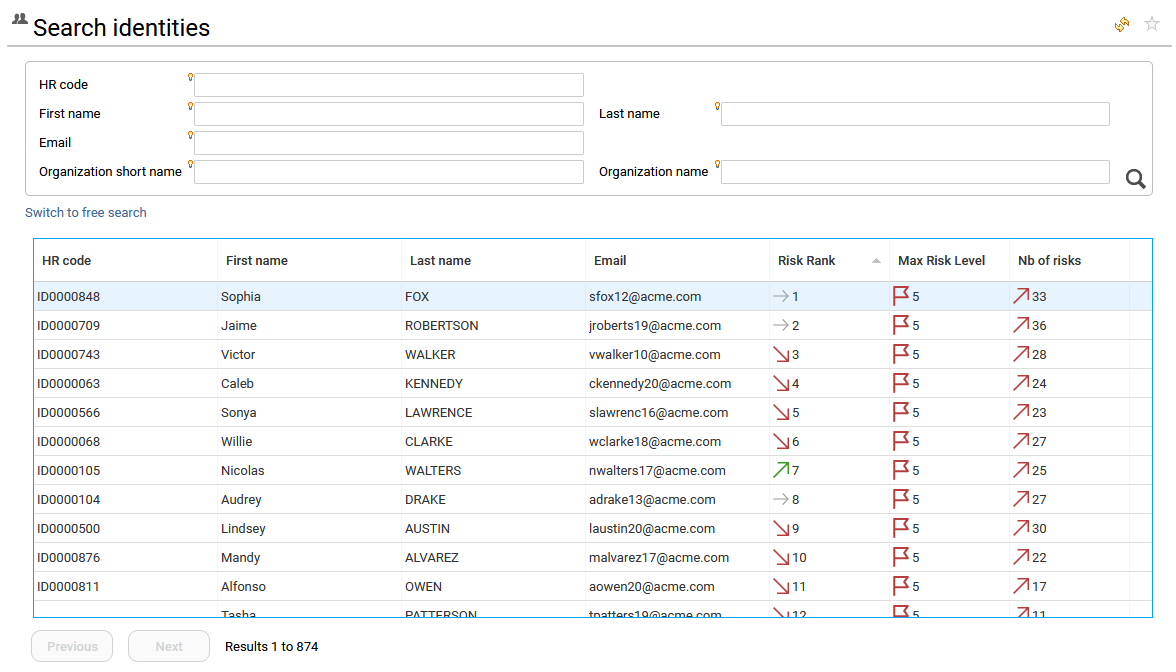 Search identities
HR code
First name Last name
Email
Organization short name Organization name
Switch to free search
HR code First name Last name Email Risk Rank Max Risk Level Nb of risks
ID0000848 Sophia FOX sfox12@acme.com 1 5 33
ID0000709 Jaime ROBERTSON jroberts19@acme.com 2 5 36
ID0000743 Victor WALKER vwalker10@acme.com 3 5 28
ID0000063 Caleb KENNEDY ckennedy20@acme.com 4 5 24
ID0000566 Sonya LAWRENCE slawrenc16@acme.com 5 5 23
ID0000068 Willie CLARKE wclarke18@acme.com 6 5 27
ID0000105 Nicolas WALTERS nwalters17@acme.com 7 5 25
ID0000104 Audrey DRAKE adrake13@acme.com 8 5 27
ID0000500 Lindsey AUSTIN laustin20@acme.com 9 5 30
ID0000876 Mandy ALVAREZ malvarez17@acme.com 10 5 22
ID0000811 Alfonso OWEN aowen20@acme.com 11 5 17
Tasha PATTERSON tpatters19@acme.com 12 5 11
Previous Next Results 1 to 874